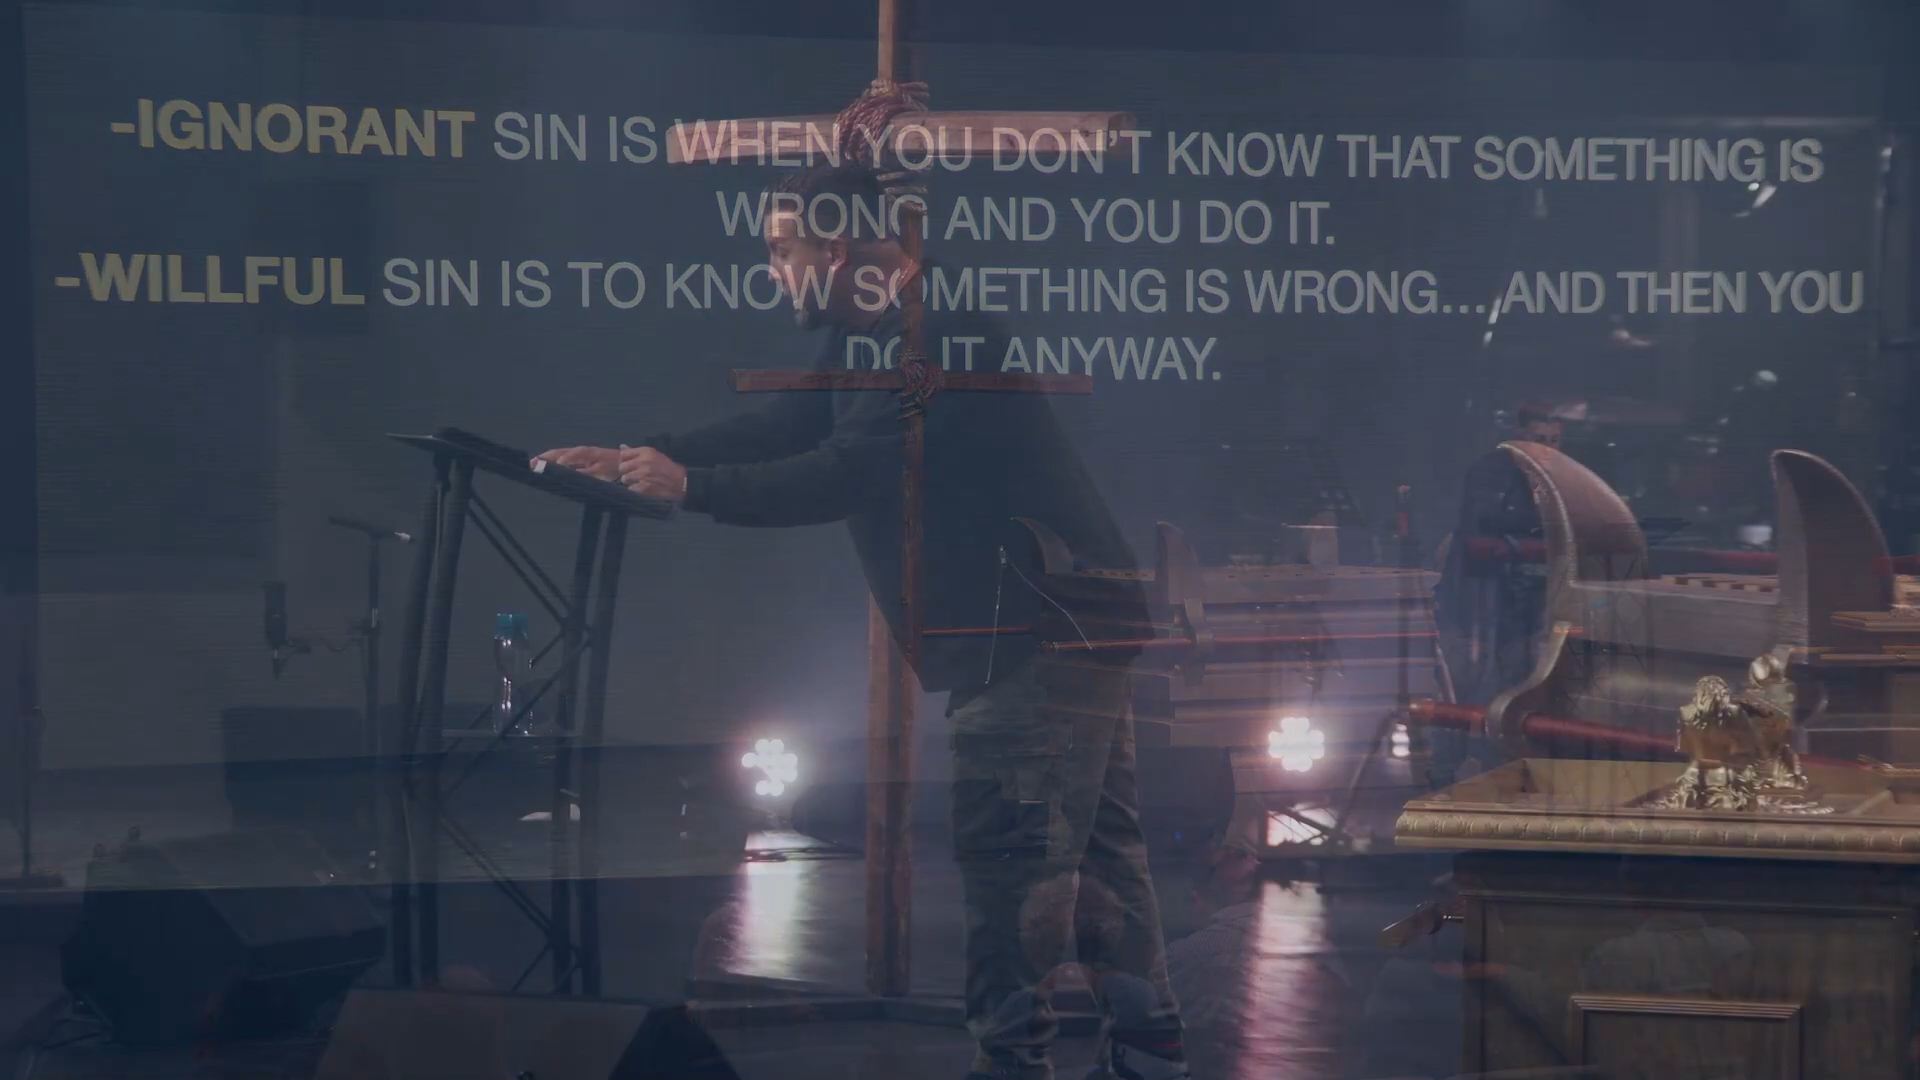 -IGNORANT SIN IS WHEN YOU DON'T KNOW THAT SOMETHING IS
WRONG AND YOU DO IT.
-WILLFUL SIN IS TO KNOW SOMETHING IS WRONG... AND THEN YOU
DO IT ANYWAY.